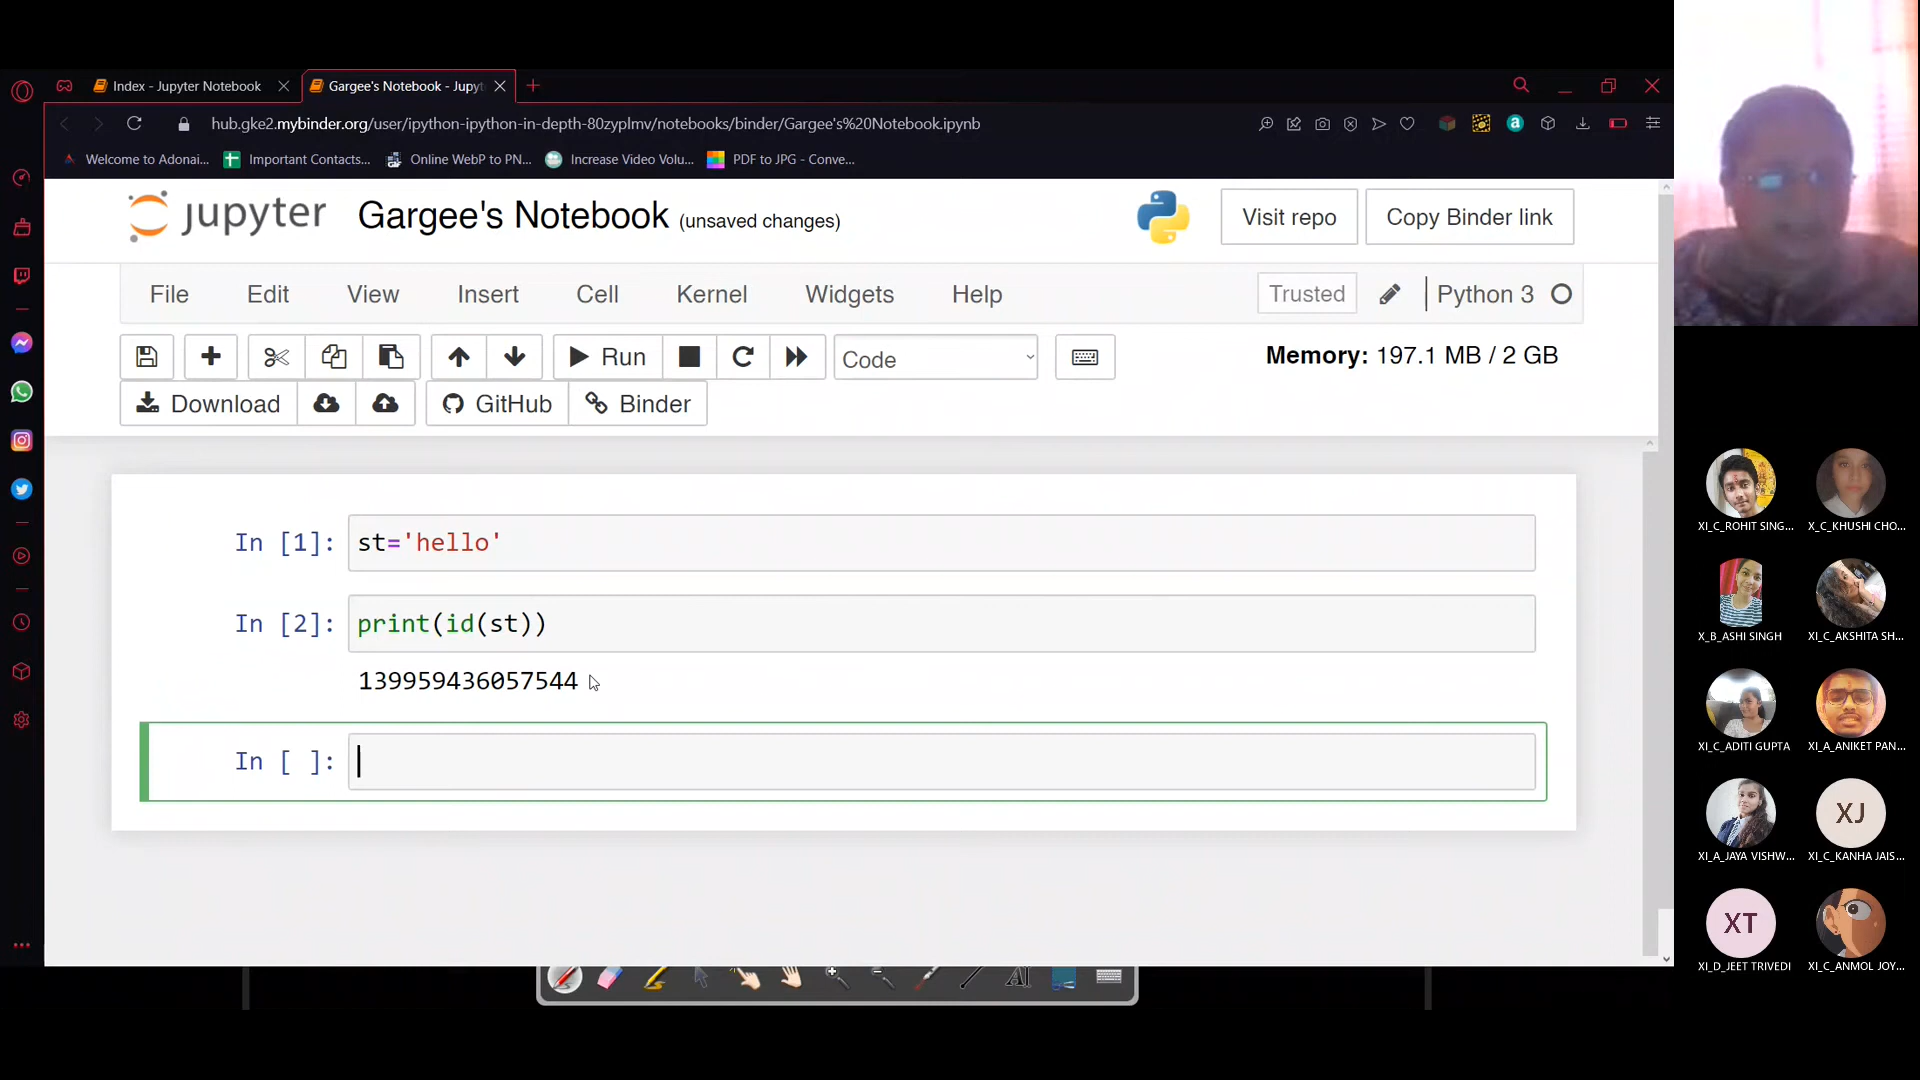 Index - Jupyter Notebook
Gargee's Notebook - Jupyt
hub.gke2.mybinder.org/user/ipython-ipython-in-depth-80zyplmv/notebooks/binder/Gargee's%20Notebook.ipynb
Welcome to Adonai... Important Contacts... Online WebP to PN... Increase Video Volu... PDF to JPG - Conve...
jupyter Gargee's Notebook (unsaved changes) Visit repo Copy Binder link
File Edit View Insert Cell Kernel Widgets Help Trusted Python 3
Run Code Memory: 197.1 MB / 2 GB
Download GitHub Binder
In [1]: st='hello'
In [2]: print(id(st))
139959436057544
In [ ]:
AI
XI_C_ROHIT SING... X_C_KHUSHI CHO...
X_B_ASHI SINGH XI_C_AKSHITA SH...
XI_C_ADITI GUPTA XI_A_ANIKET PAN...
XJ
XI_A_JAYA VISHW... XI_C_KANHA JAIS...
XT
XI_D_JEET TRIVEDI XI_C_ANMOL JOY...